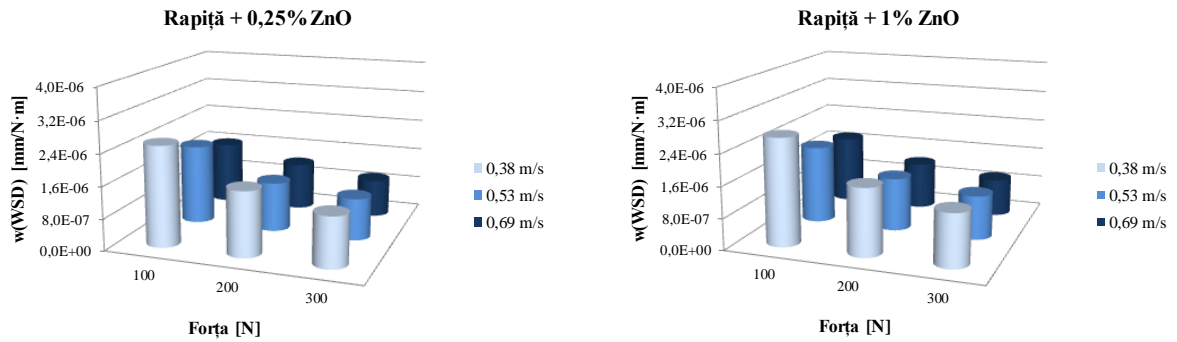 Rapiță + 0,25% ZnO
4,0E-06
3,2E-06
2,4E-06
1,6E-06
8,0E-07
0,0E+00
w(WSD) [mm/N·m]
100
200
300
Forța [N]
0,38 m/s
0,53 m/s
0,69 m/s
Rapiță + 1% ZnO
4,0E-06
3,2E-06
2,4E-06
1,6E-06
8,0E-07
0,0E+00
w(WSD) [mm/N·m]
100
200
300
Forța [N]
0,38 m/s
0,53 m/s
0,69 m/s